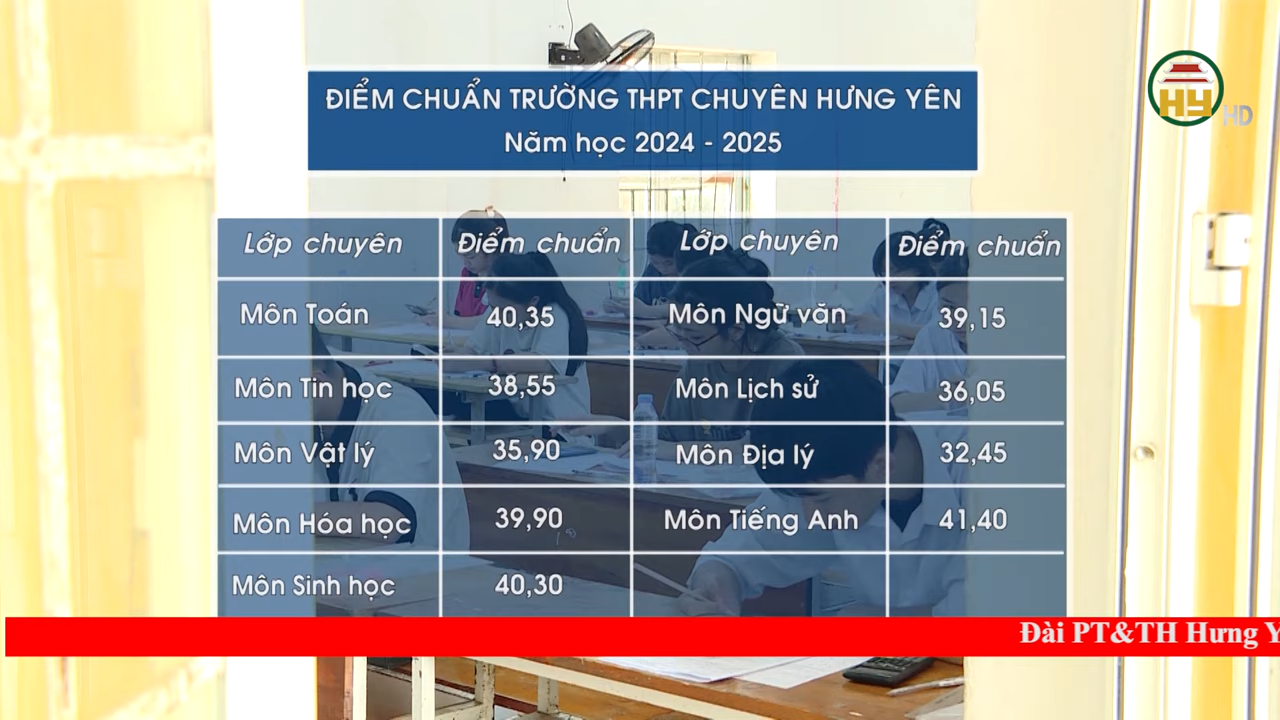 ĐIỂM CHUẨN TRƯỜNG THPT CHUYÊN HƯNG YÊN
Năm học 2024 - 2025
HY HD
Lớp chuyên Điểm chuẩn Lớp chuyên Điểm chuẩn
Môn Toán 40,35 Môn Ngữ văn 39,15
Môn Tin học 38,55 Môn Lịch sử 36,05
Môn Vật lý 35,90 Môn Địa lý 32,45
Môn Hóa học 39,90 Môn Tiếng Anh 41,40
Môn Sinh học 40,30
Đài PT&TH Hưng Y